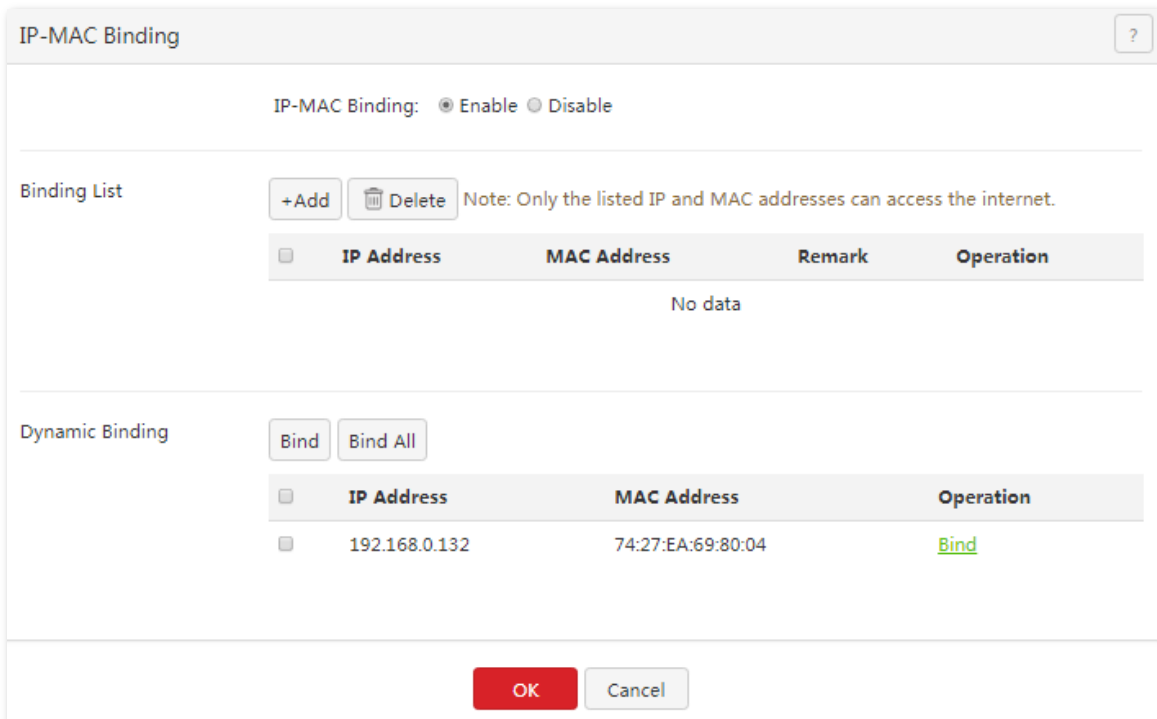 IP-MAC Binding ?
IP-MAC Binding: Enable Disable
Binding List +Add Delete Note: Only the listed IP and MAC addresses can access the internet.
IP Address MAC Address Remark Operation
No data
Dynamic Binding Bind Bind All
IP Address MAC Address Operation
192.168.0.132 74:27:EA:69:80:04 Bind
OK Cancel